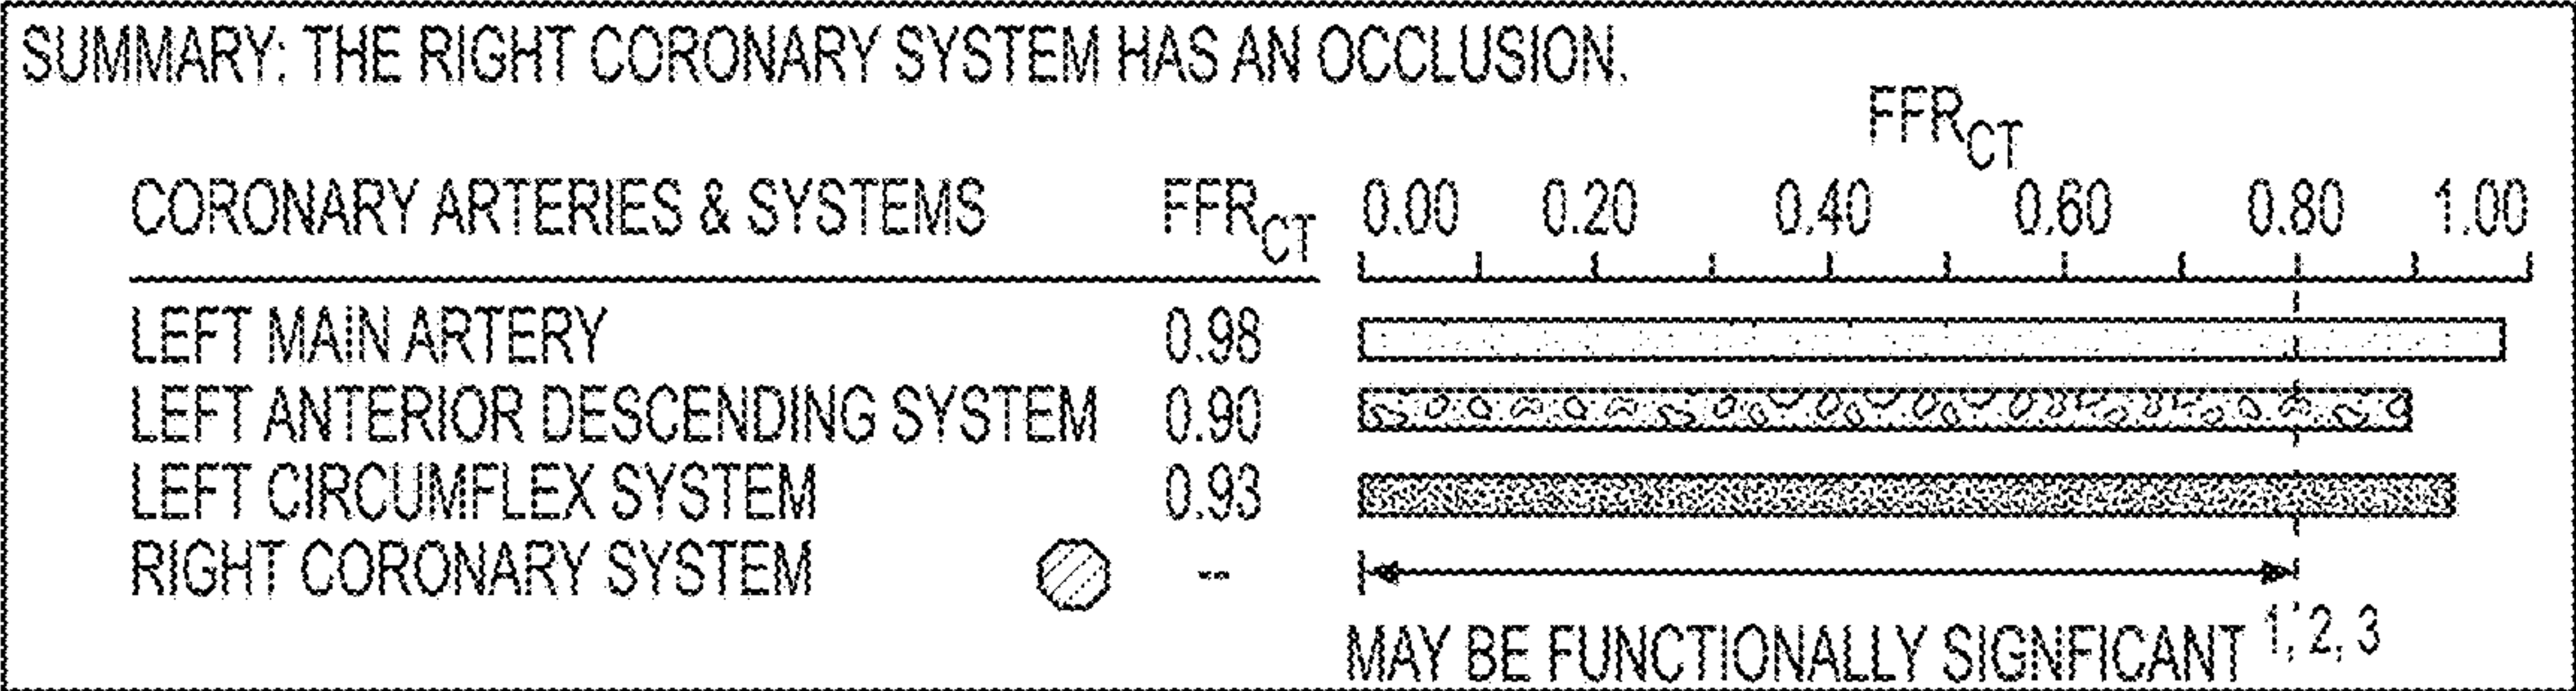 SUMMARY: THE RIGHT CORONARY SYSTEM HAS AN OCCLUSION.
FFRCT
CORONARY ARTERIES & SYSTEMS FFRCT 0.00 0.20 0.40 0.60 0.80 1.00
LEFT MAIN ARTERY 0.98
LEFT ANTERIOR DESCENDING SYSTEM 0.90
LEFT CIRCUMFLEX SYSTEM 0.93
RIGHT CORONARY SYSTEM --
MAY BE FUNCTIONALLY SIGNFICANT 1, 2, 3